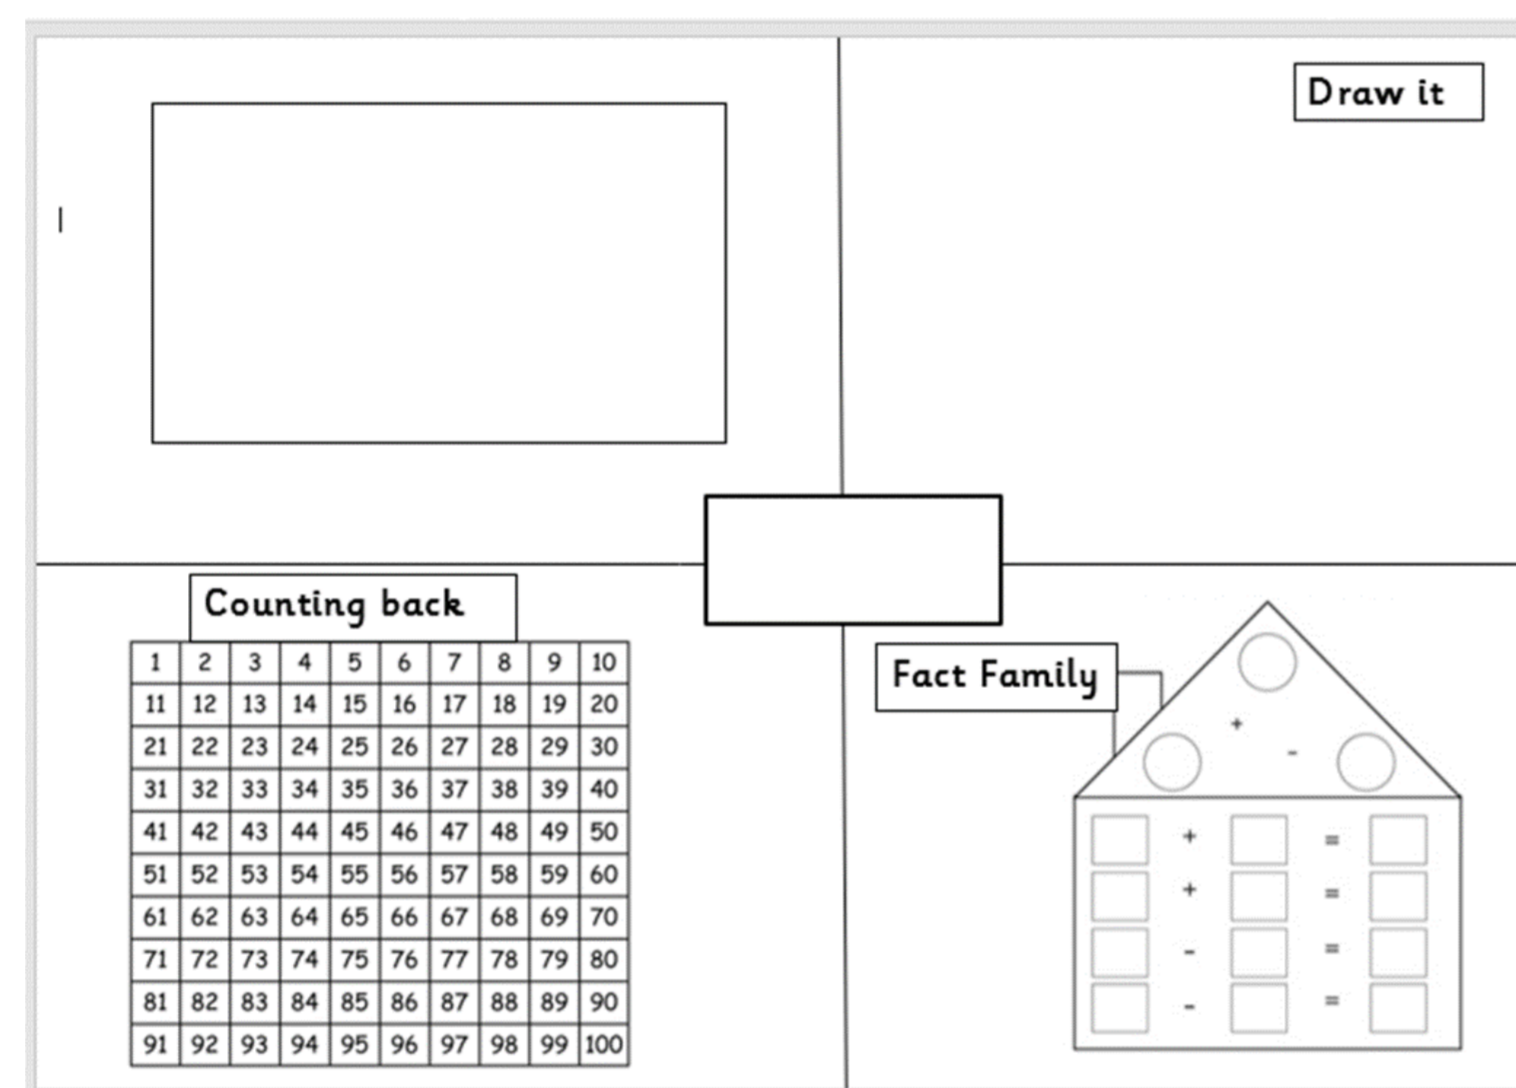 Draw it
Counting back
1 2 3 4 5 6 7 8 9 10
11 12 13 14 15 16 17 18 19 20
21 22 23 24 25 26 27 28 29 30
31 32 33 34 35 36 37 38 39 40
41 42 43 44 45 46 47 48 49 50
51 52 53 54 55 56 57 58 59 60
61 62 63 64 65 66 67 68 69 70
71 72 73 74 75 76 77 78 79 80
81 82 83 84 85 86 87 88 89 90
91 92 93 94 95 96 97 98 99 100
Fact Family
+
-
+ =
+ =
- =
- =